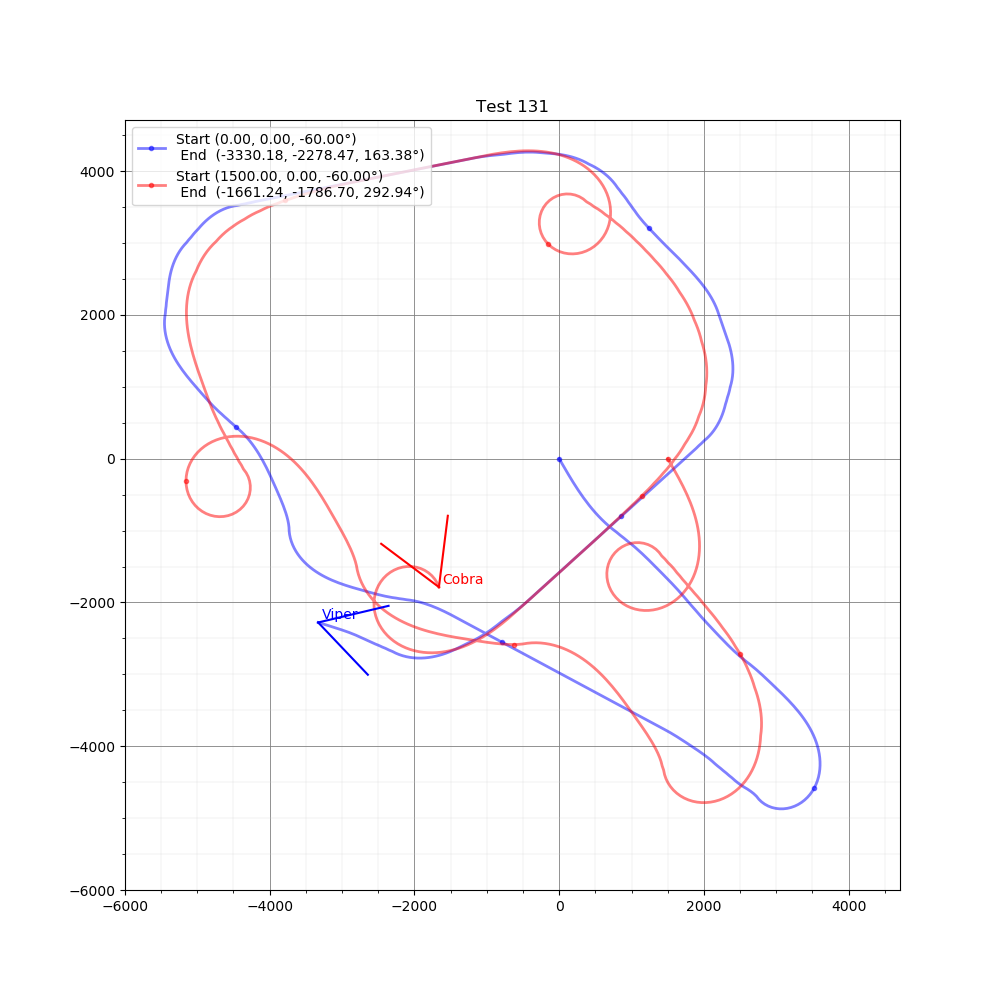 Test 131
Start (0.00, 0.00, -60.00°)
End  (-3330.18, -2278.47, 163.38°)
Start (1500.00, 0.00, -60.00°)
End  (-1661.24, -1786.70, 292.94°)
4000
2000
0
−2000
−4000
−6000
Cobra
Viper
−6000 −4000 −2000 0 2000 4000